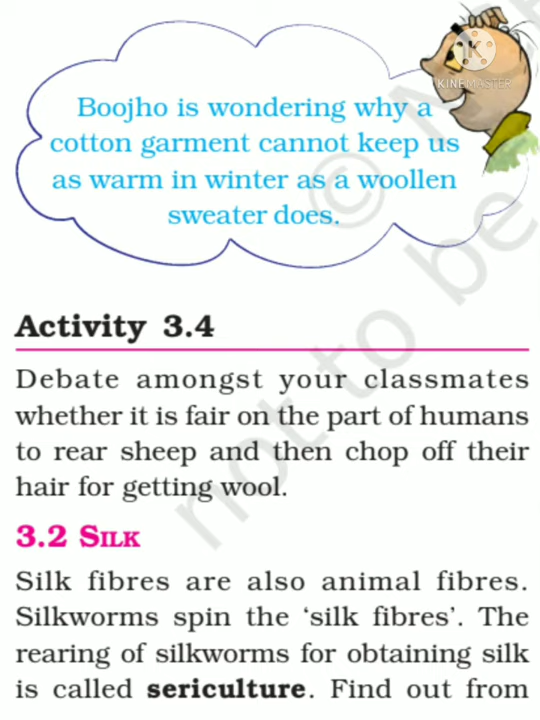 Boojho is wondering why a
cotton garment cannot keep us
as warm in winter as a woollen
sweater does.
KINEMASTER
Activity 3.4
Debate amongst your classmates
whether it is fair on the part of humans
to rear sheep and then chop off their
hair for getting wool.
3.2 SILK
Silk fibres are also animal fibres.
Silkworms spin the ‘silk fibres’. The
rearing of silkworms for obtaining silk
is called sericulture. Find out from
© N
not to be